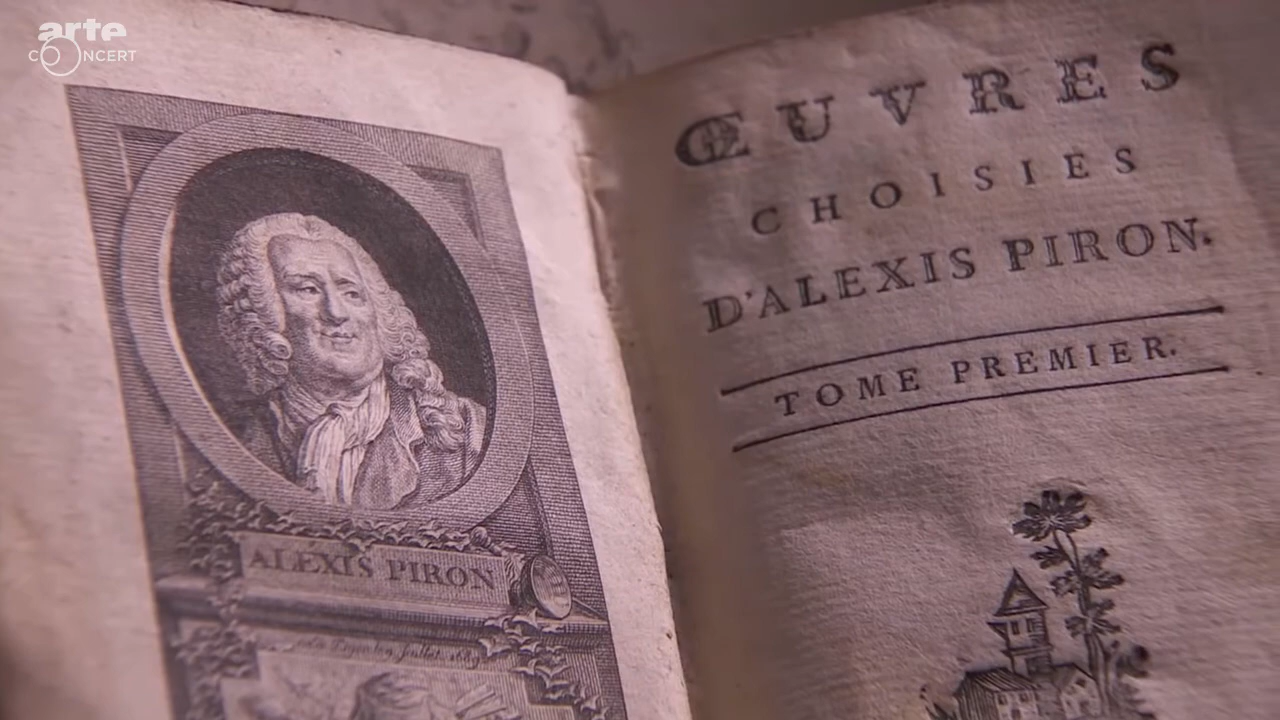 arte
CONCERT
ALEXIS PIRON
ŒUVRES
CHOISIES
D'ALEXIS PIRON.
TOME PREMIER.